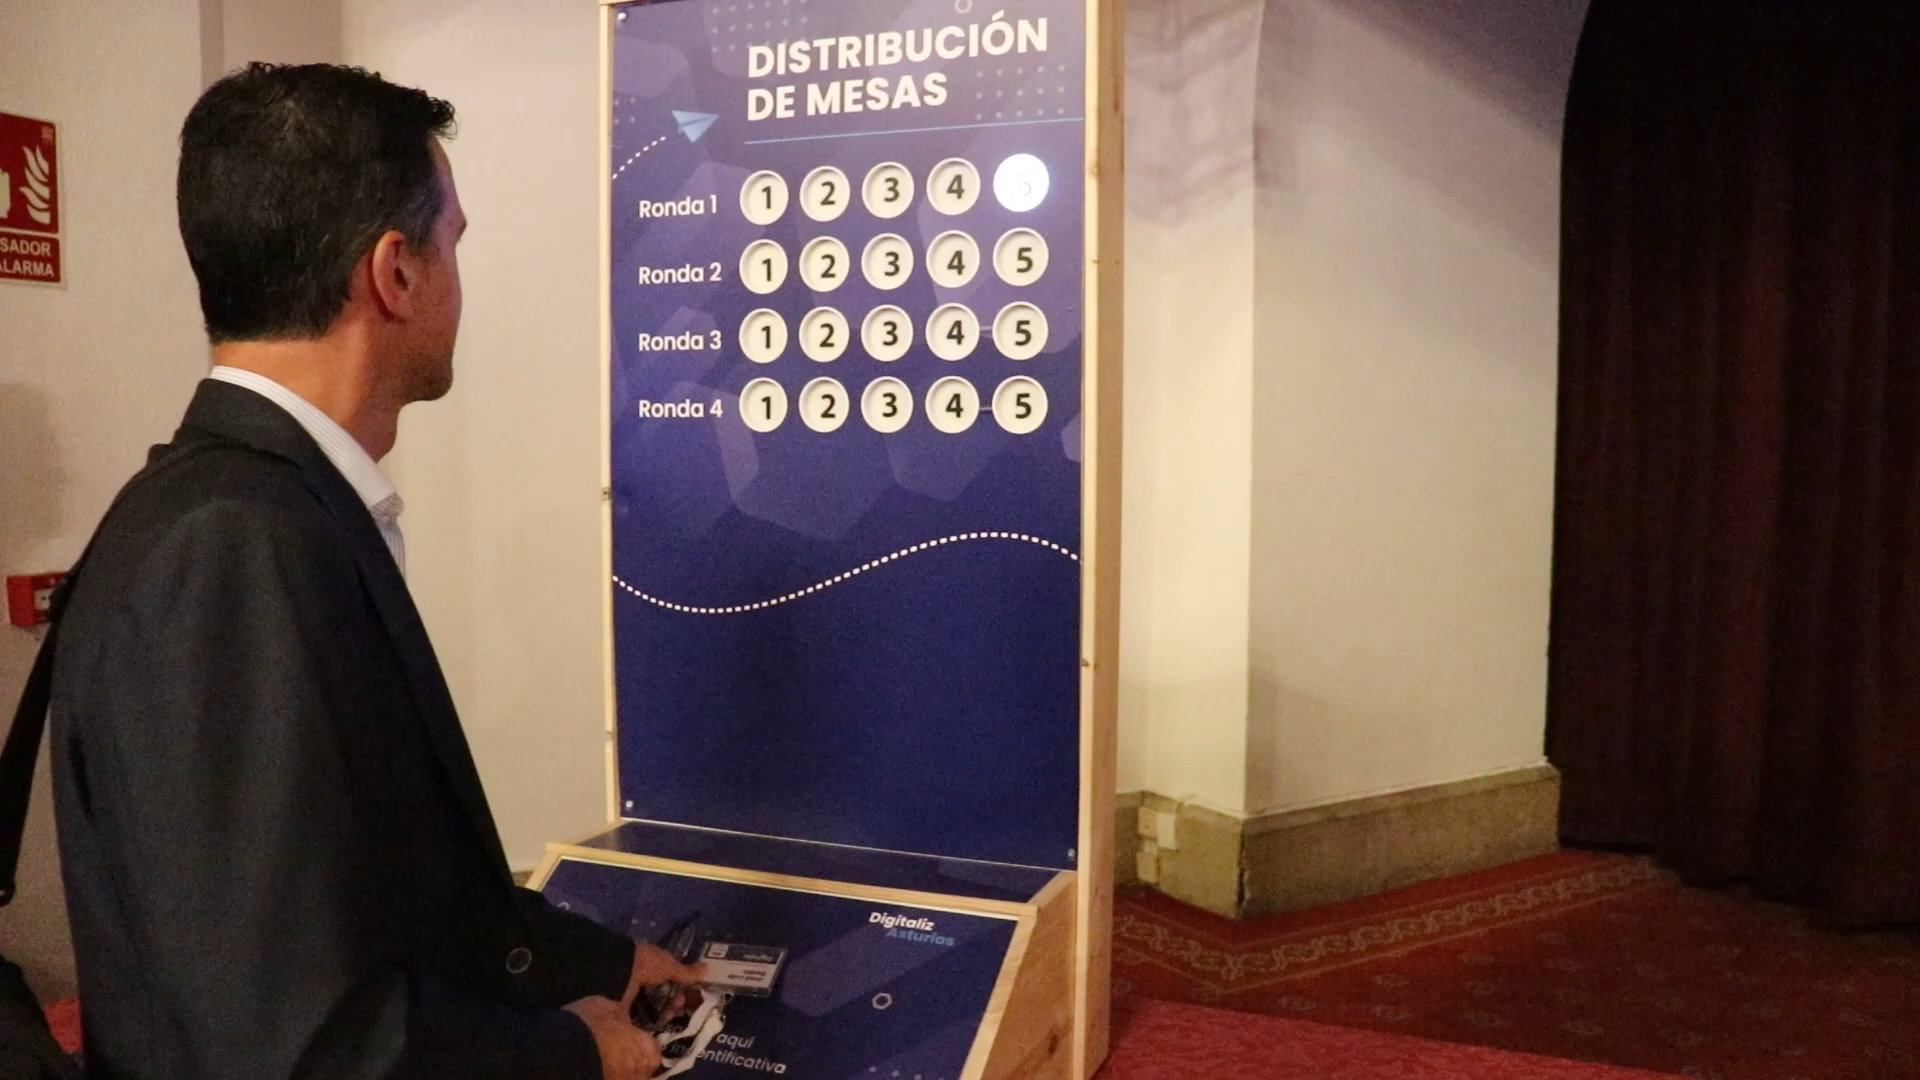 DISTRIBUCIÓN
DE MESAS
Ronda 1 1 2 3 4 5
Ronda 2 1 2 3 4 5
Ronda 3 1 2 3 4 5
Ronda 4 1 2 3 4 5
SADOR
ALARMA
Digitaliz
Asturias
aquí
identificativa